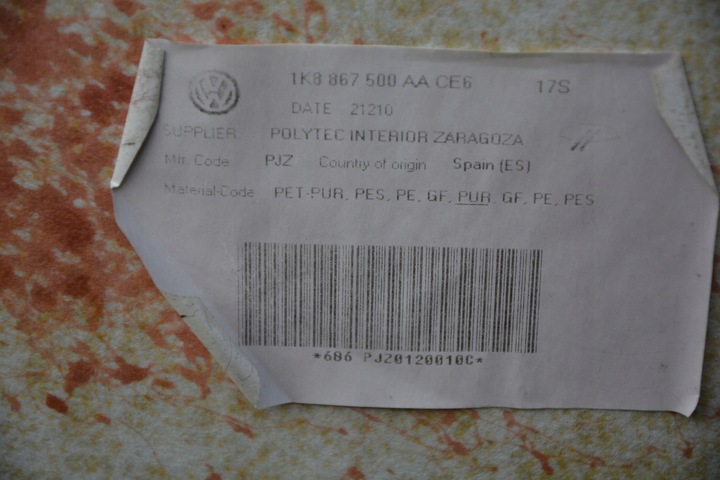 1K8 867 500 AA CE6 17S
DATE 21210
SUPPLIER POLYTEC INTERIOR ZARAGOZA
Mfr. Code PJZ Country of origin Spain (ES)
Material-Code PET-PUR, PES, PE, GF, PUR, GF, PE, PES
*686 PJZ0120010C*